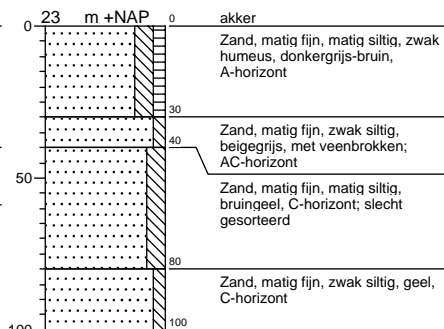 23 m +NAP
0
0
akker
Zand, matig fijn, matig siltig, zwak
humeus, donkergrijs-bruin,
A-horizont
30
Zand, matig fijn, zwak siltig,
beigegrijs, met veenbrokken;
AC-horizont
40
50
Zand, matig fijn, matig siltig,
bruingeel, C-horizont; slecht
gesorteerd
80
Zand, matig fijn, zwak siltig, geel,
C-horizont
100
100